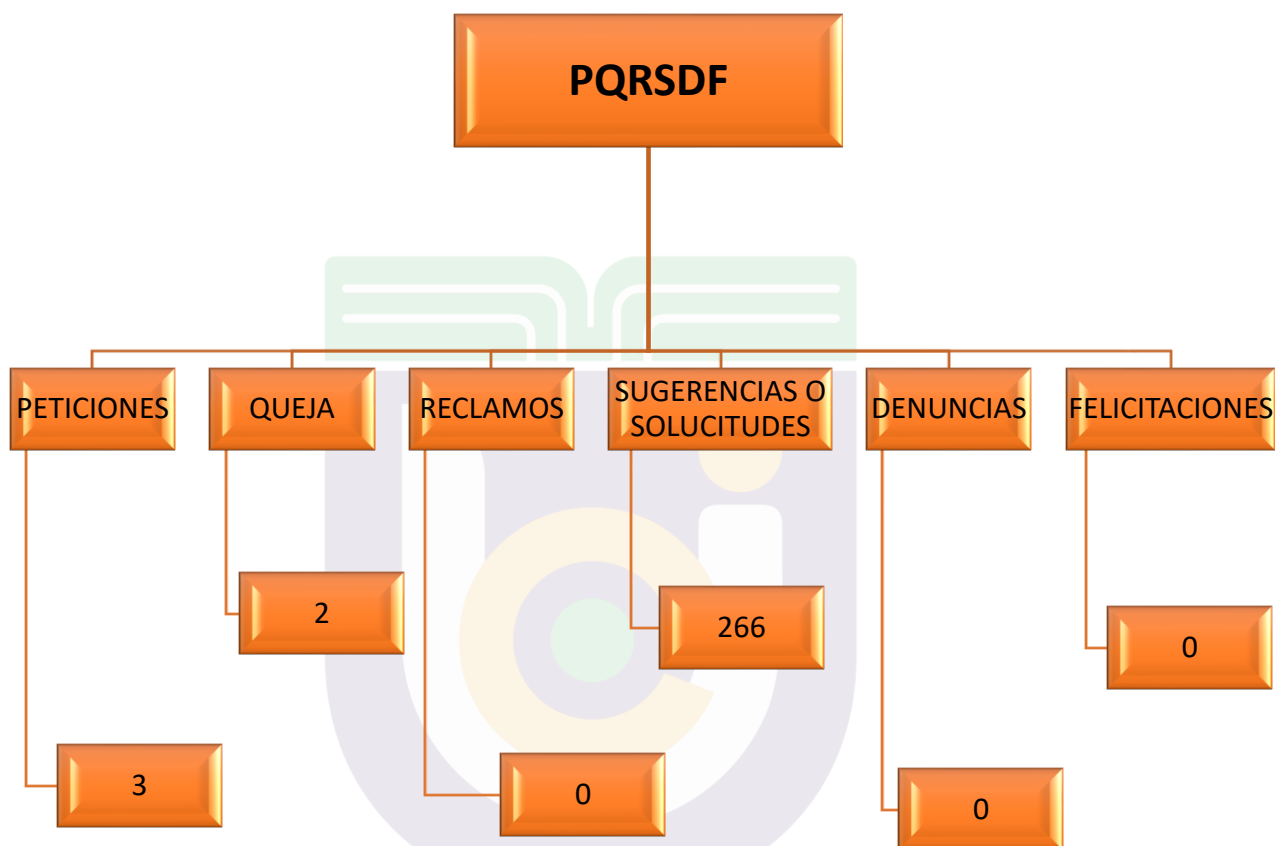 PQRSDF
PETICIONES
QUEJA
RECLAMOS
SUGERENCIAS O
SOLUCITUDES
DENUNCIAS
FELICITACIONES
3
2
0
266
0
0